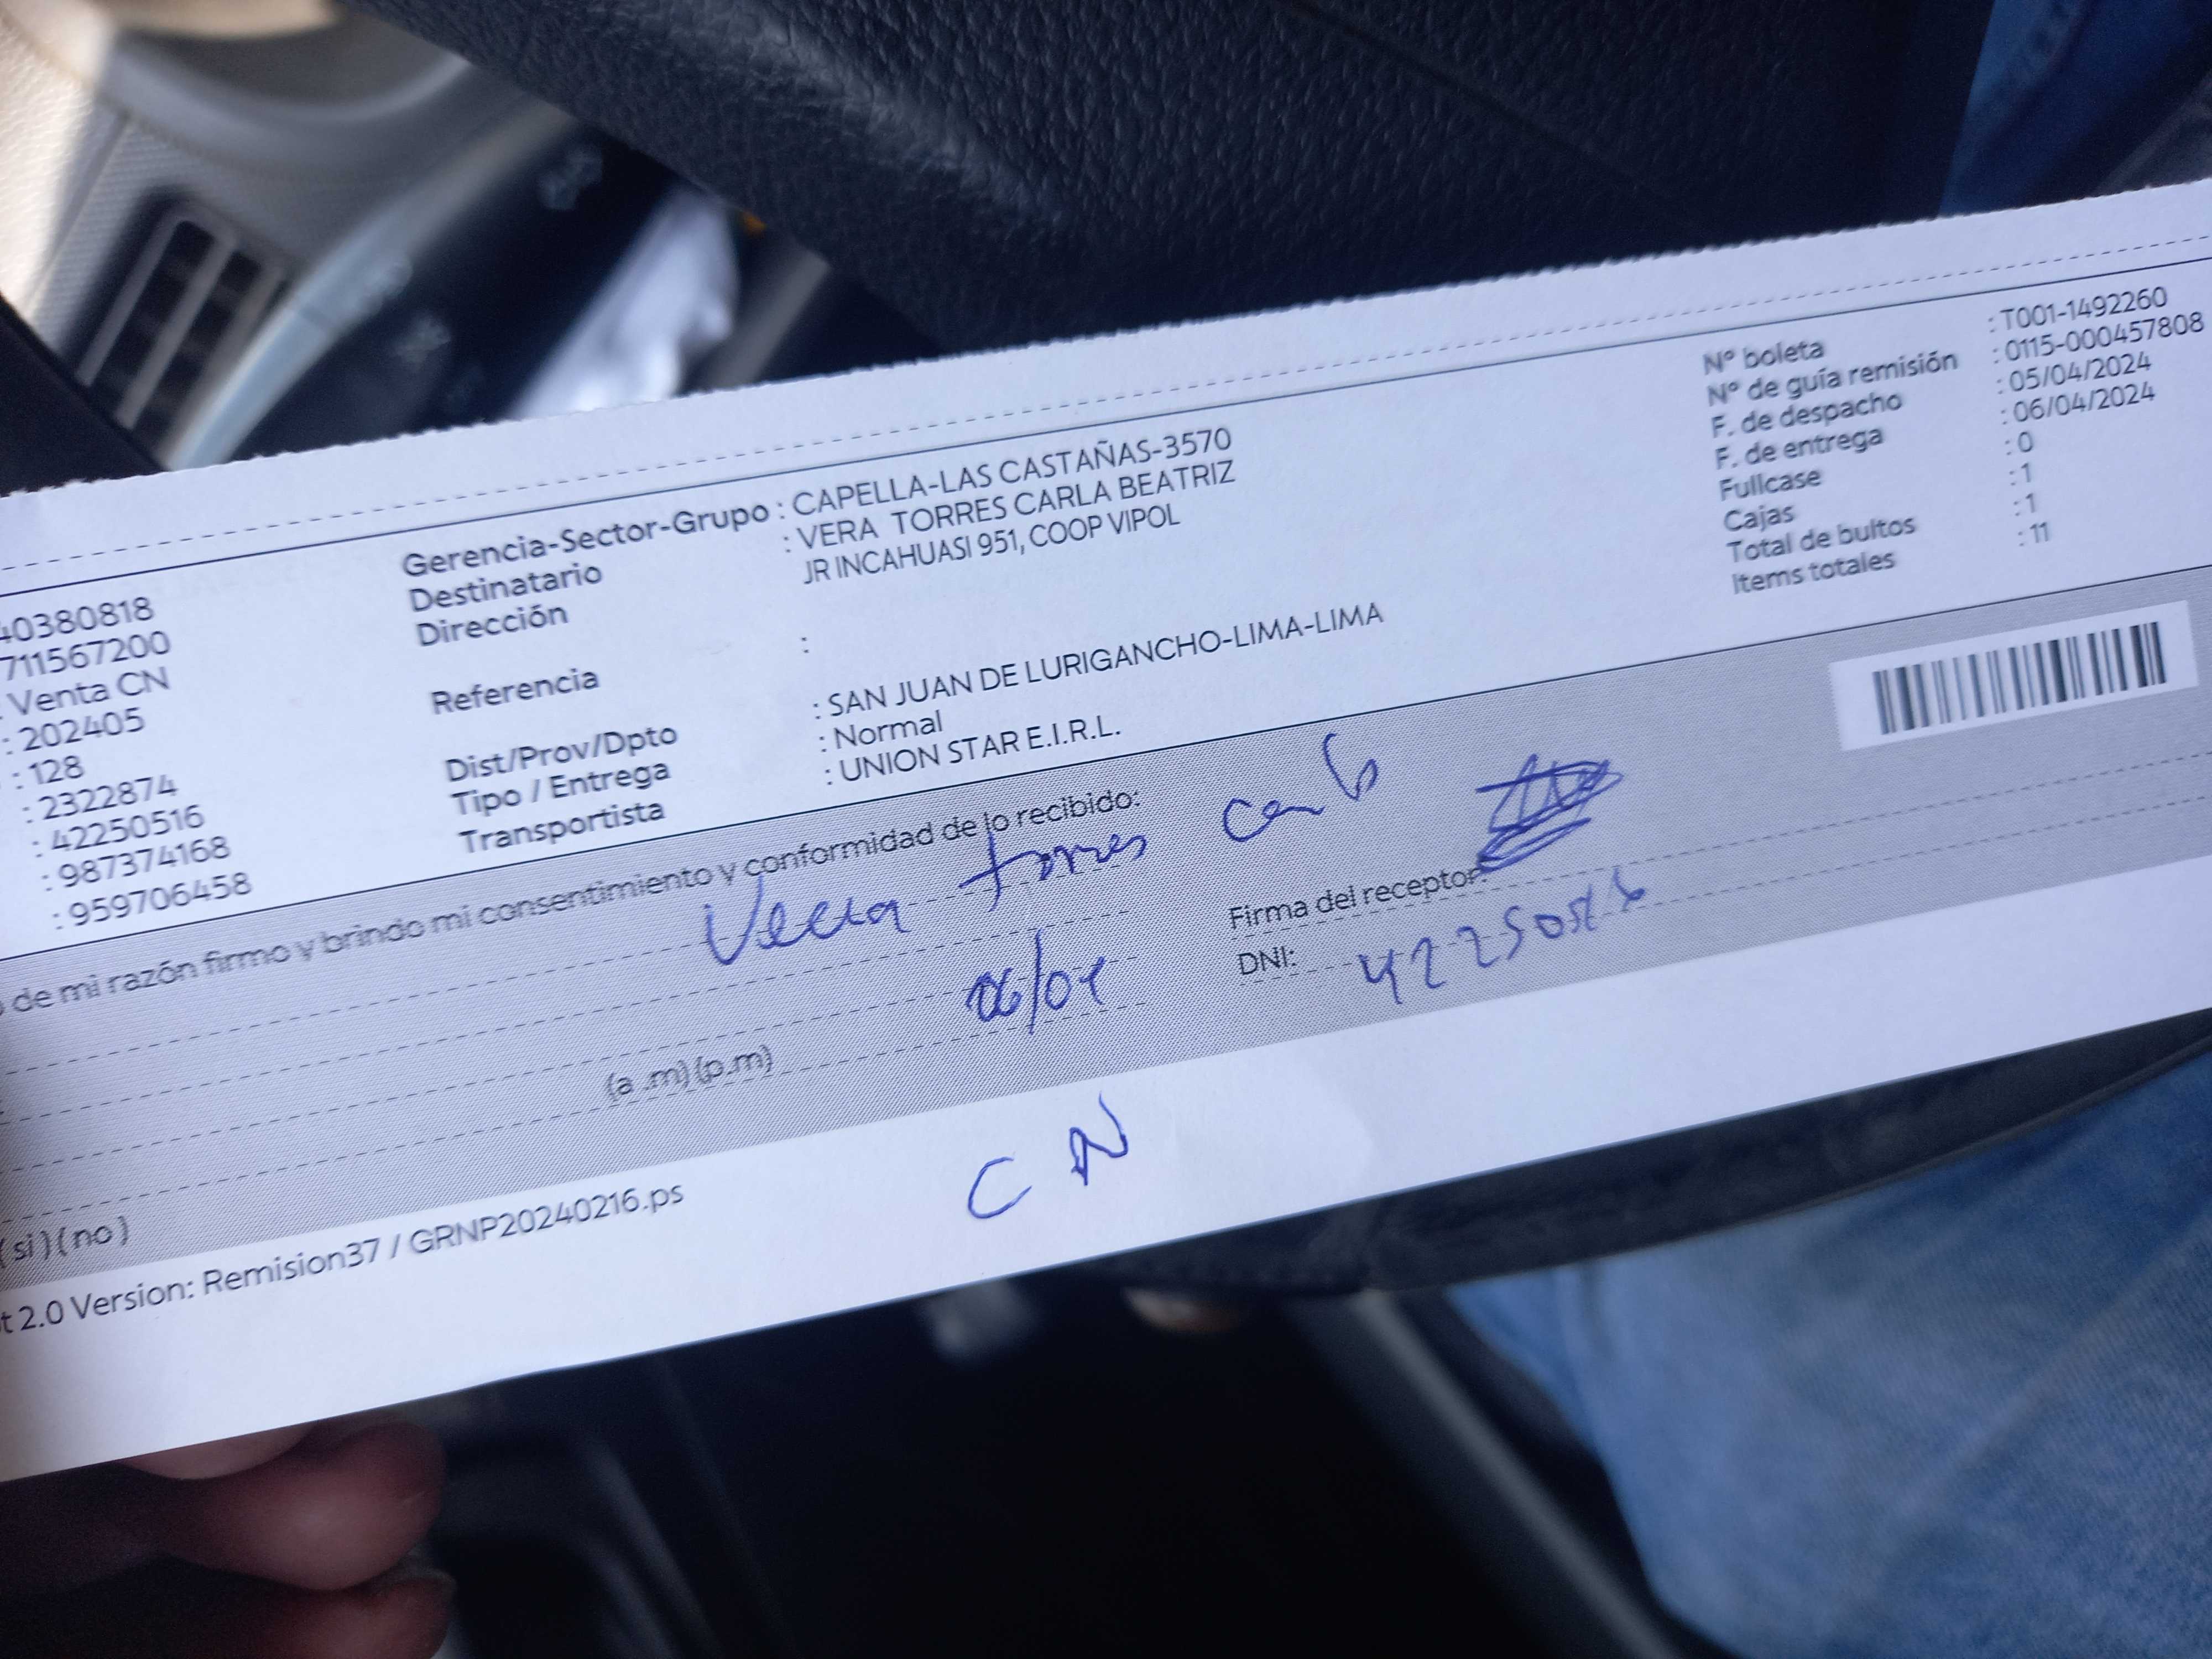 40380818
711567200
: Venta CN
: 202405
: 128
: 2322874
: 42250516
: 987374168
: 959706458
Gerencia-Sector-Grupo : CAPELLA-LAS CASTAÑAS-3570
Destinatario : VERA TORRES CARLA BEATRIZ
Dirección JR INCAHUASI 951, COOP VIPOL
Referencia :
Dist/Prov/Dpto : SAN JUAN DE LURIGANCHO-LIMA-LIMA
Tipo / Entrega : Normal
Transportista : UNION STAR E.I.R.L.
Nº boleta : T001-1492260
Nº de guía remisión : 0115-000457808
F. de despacho : 05/04/2024
F. de entrega : 06/04/2024
Fullcase : 0
Cajas : 1
Total de bultos : 1
Items totales : 11
de mi razón firmo y brindo mi consentimiento y conformidad de lo recibido:
Torres
Firma del receptor:
06/04
DNI: 42250516
(a .m) (p.m)
C N
( si ) ( no )
t 2.0 Version: Remision37 / GRNP20240216.ps